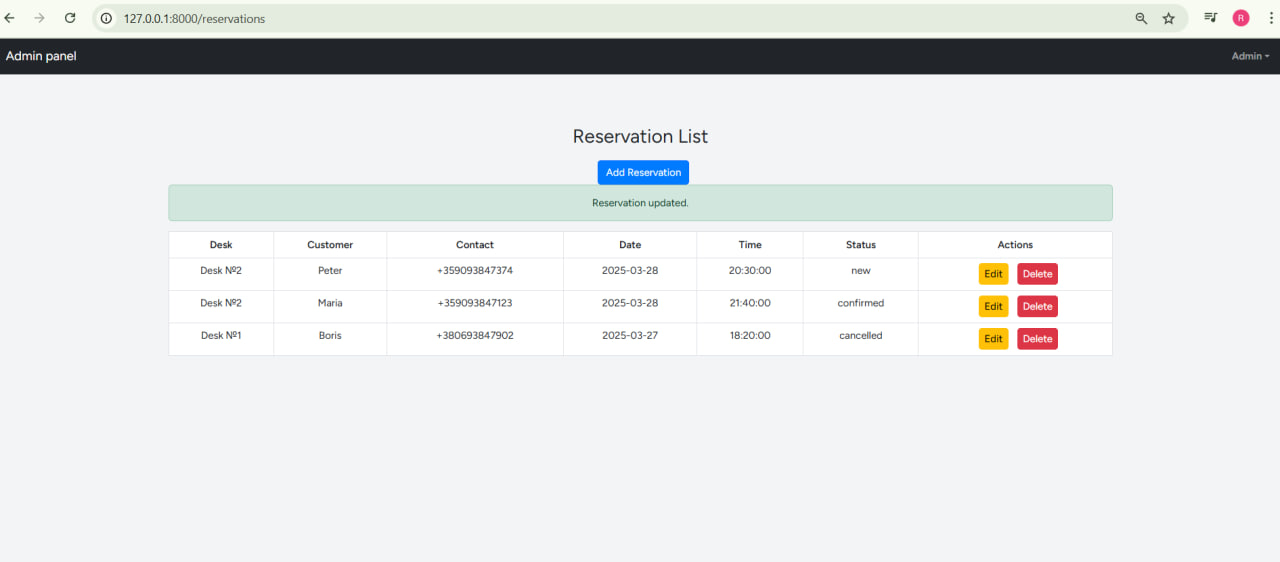 127.0.0.1:8000/reservations
R
Admin panel
Admin
Reservation List
Add Reservation
Reservation updated.
Desk Customer Contact Date Time Status Actions
Desk №2 Peter +359093847374 2025-03-28 20:30:00 new Edit Delete
Desk №2 Maria +359093847123 2025-03-28 21:40:00 confirmed Edit Delete
Desk №1 Boris +380693847902 2025-03-27 18:20:00 cancelled Edit Delete